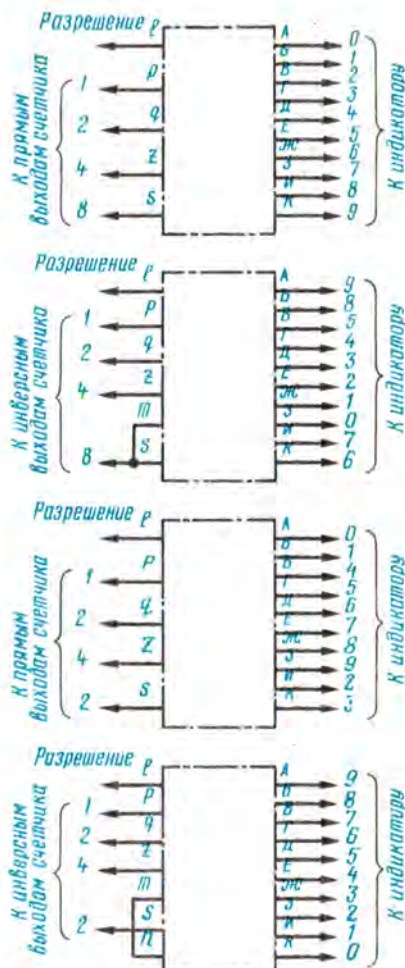 Разрешение
К прямым
выходам счетчика
1
2
4
8
ℓ
p
q
z
s
А
Б
В
Г
Д
Е
Ж
З
И
К
0
1
2
3
4
5
6
7
8
9
К индикатору
Разрешение
К инверсным
выходам счетчика
1
2
4
8
ℓ
p
q
z
m
s
А
Б
В
Г
Д
Е
Ж
З
И
К
9
8
5
4
3
2
1
0
7
6
К индикатору
Разрешение
К прямым
выходам счетчика
1
2
4
2
ℓ
p
q
z
s
А
Б
В
Г
Д
Е
Ж
З
И
К
0
1
4
5
6
7
8
9
2
3
К индикатору
Разрешение
К инверсным
выходам счетчика
1
2
4
2
ℓ
p
q
z
m
s
n
А
Б
В
Г
Д
Е
Ж
З
И
К
9
8
7
6
5
4
3
2
1
0
К индикатору